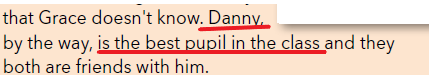 that Grace doesn't know. Danny,
by the way, is the best pupil in the class and they
both are friends with him.